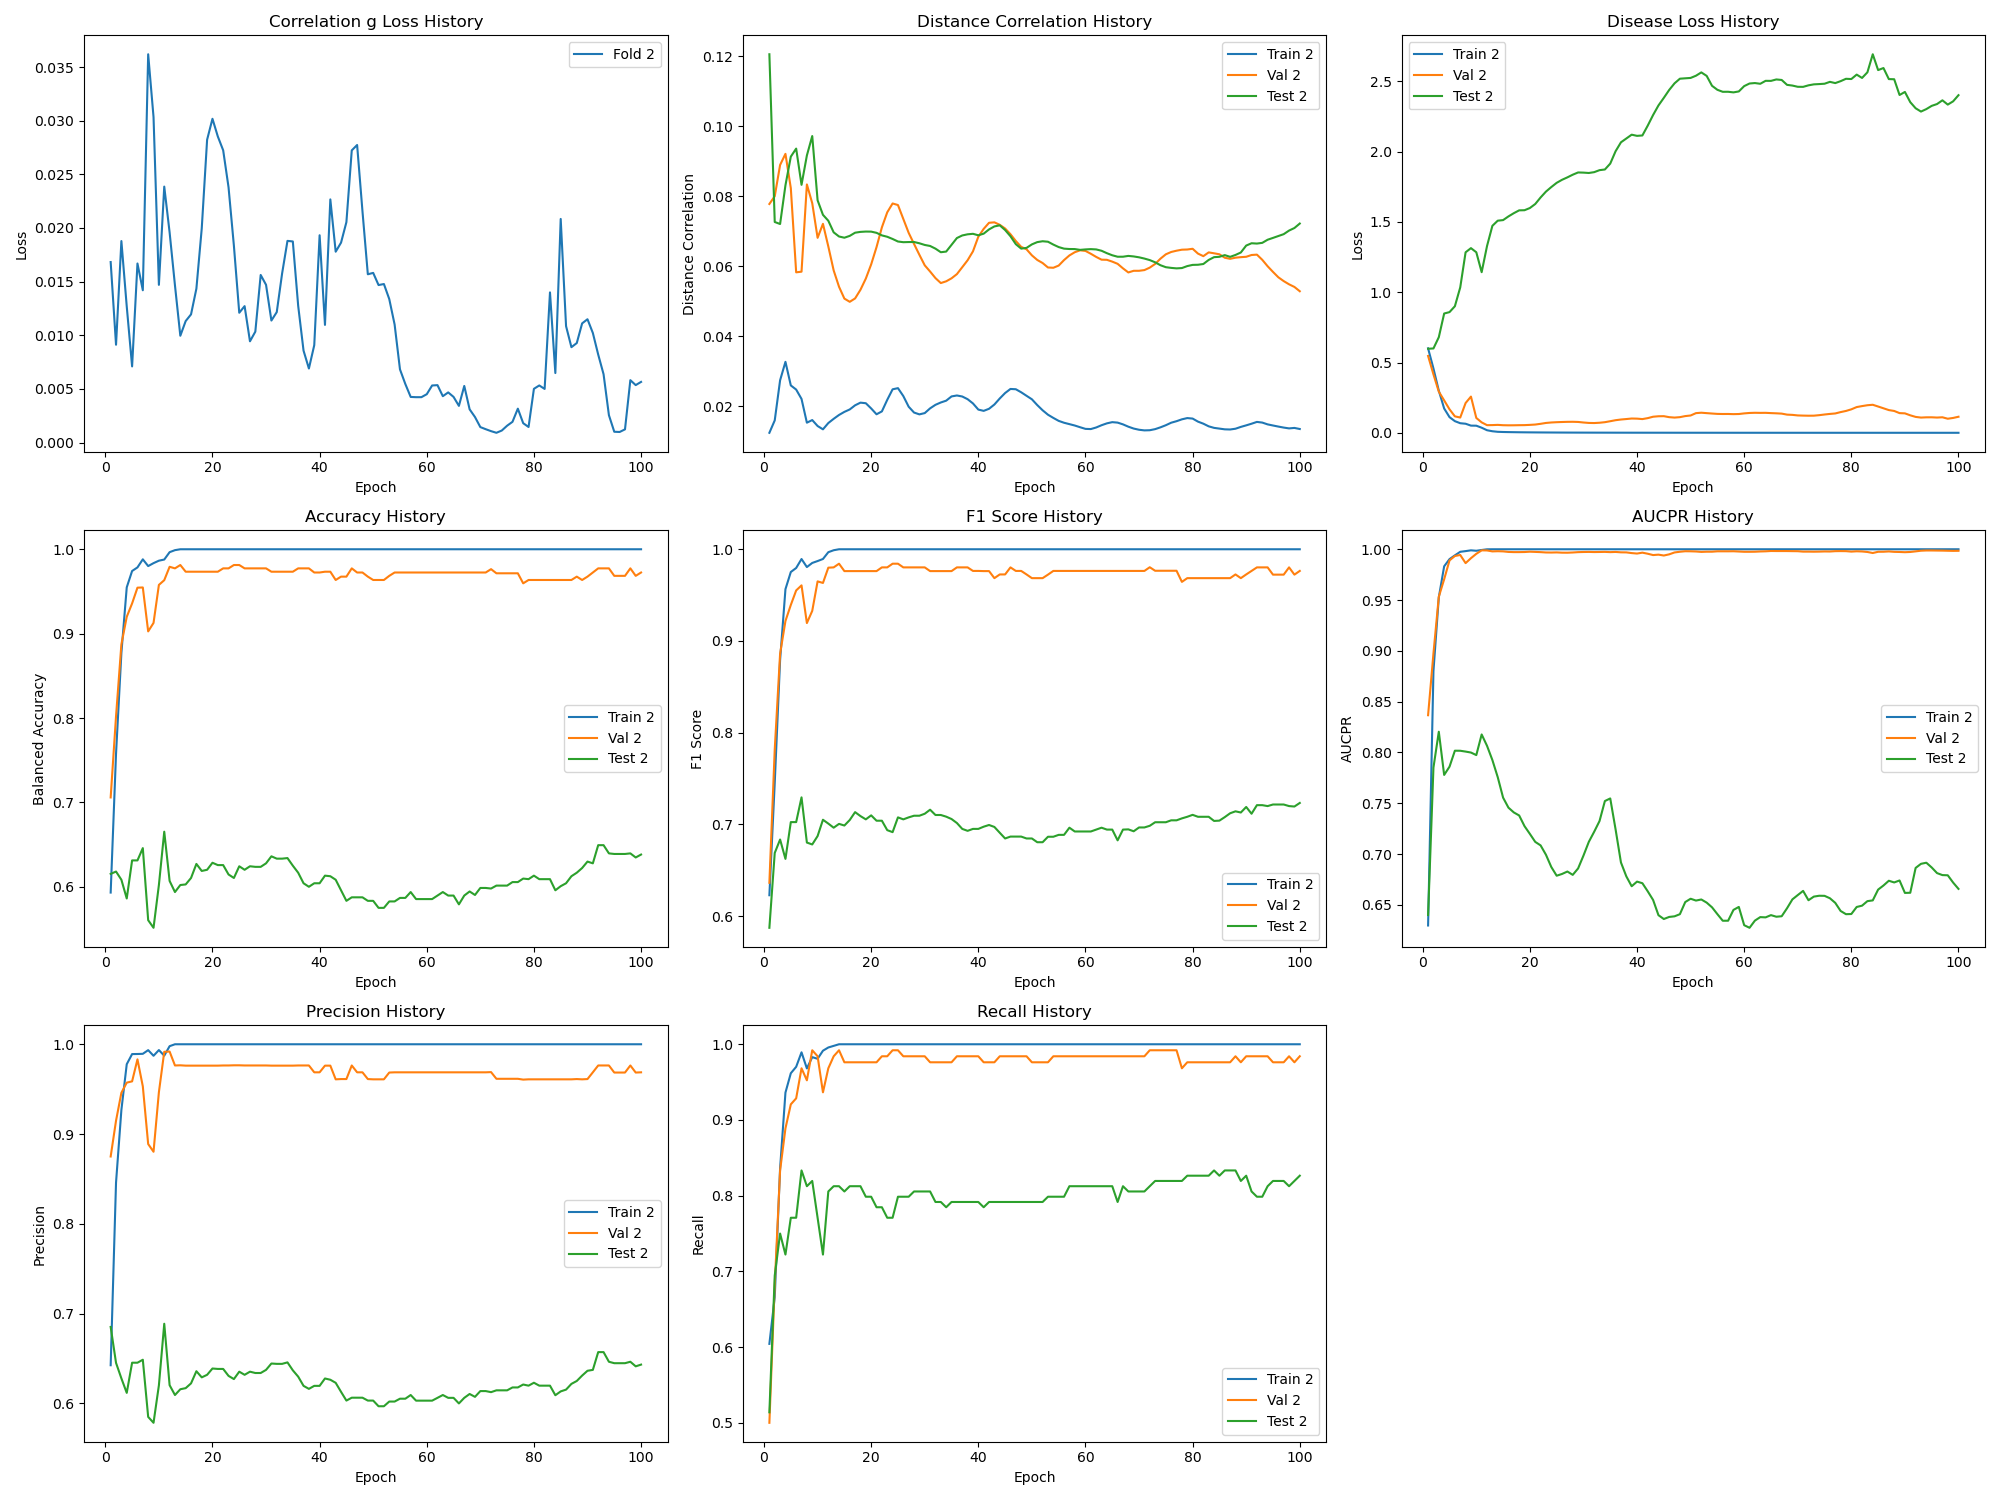 Correlation g Loss History
Loss
0.035
0.030
0.025
0.020
0.015
0.010
0.005
0.000
Fold 2
0 20 40 60 80 100
Epoch
Distance Correlation History
Distance Correlation
0.12
0.10
0.08
0.06
0.04
0.02
Train 2
Val 2
Test 2
0 20 40 60 80 100
Epoch
Disease Loss History
Loss
2.5
2.0
1.5
1.0
0.5
0.0
Train 2
Val 2
Test 2
0 20 40 60 80 100
Epoch
Accuracy History
Balanced Accuracy
1.0
0.9
0.8
0.7
0.6
Train 2
Val 2
Test 2
0 20 40 60 80 100
Epoch
F1 Score History
F1 Score
1.0
0.9
0.8
0.7
0.6
Train 2
Val 2
Test 2
0 20 40 60 80 100
Epoch
AUCPR History
AUCPR
1.00
0.95
0.90
0.85
0.80
0.75
0.70
0.65
Train 2
Val 2
Test 2
0 20 40 60 80 100
Epoch
Precision History
Precision
1.0
0.9
0.8
0.7
0.6
Train 2
Val 2
Test 2
0 20 40 60 80 100
Epoch
Recall History
Recall
1.0
0.9
0.8
0.7
0.6
0.5
Train 2
Val 2
Test 2
0 20 40 60 80 100
Epoch